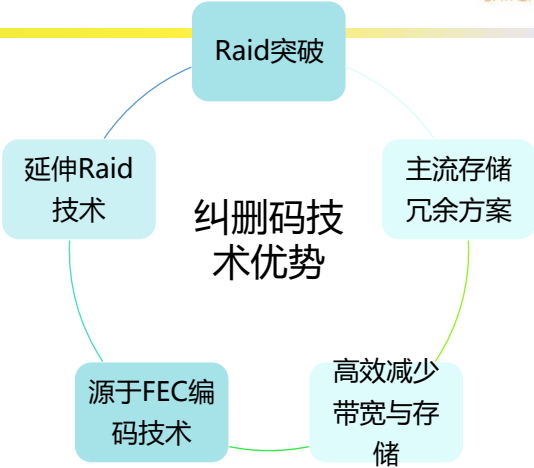 Raid突破
延伸Raid
技术
主流存储
冗余方案
纠删码技
术优势
源于FEC编
码技术
高效减少
带宽与存
储